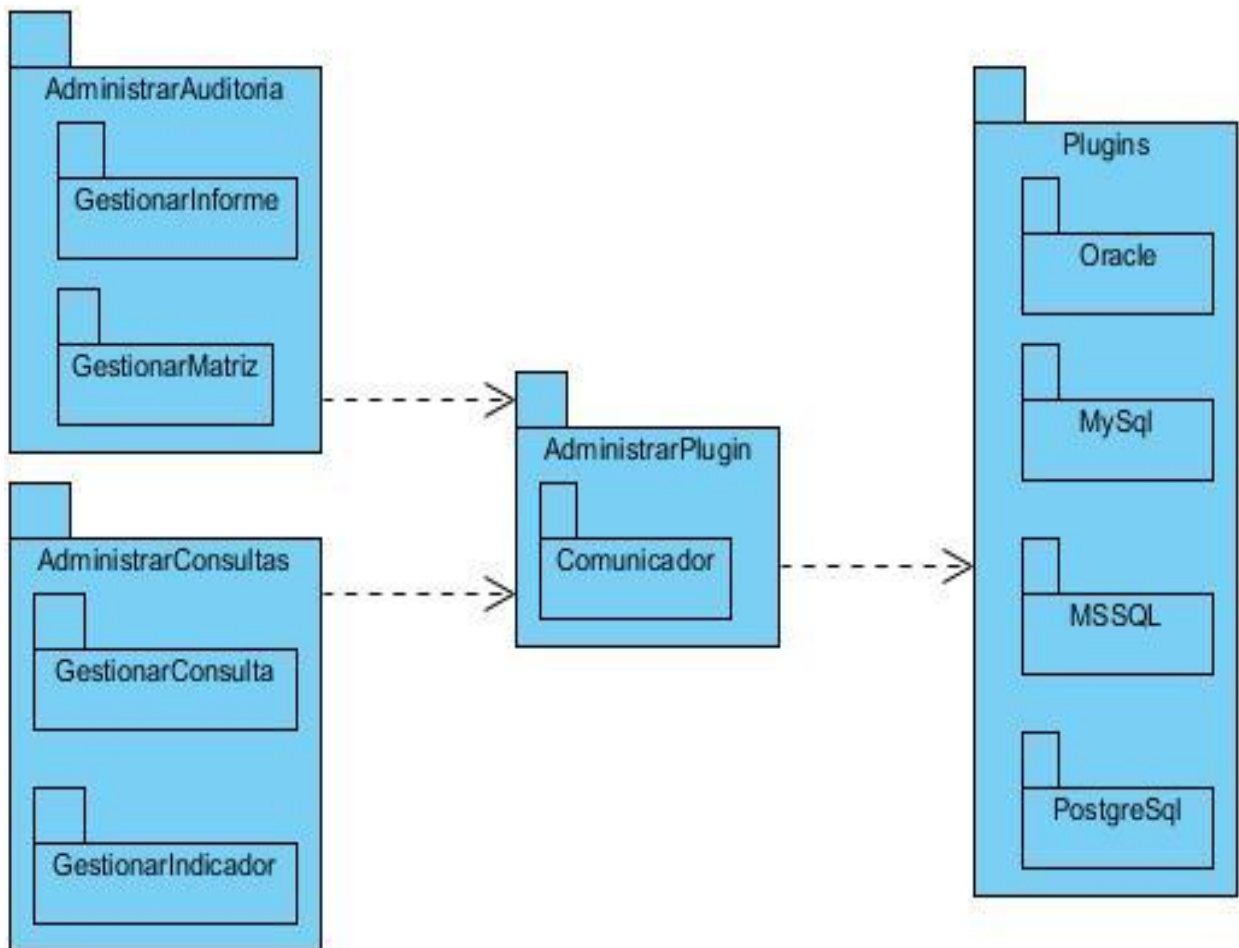 AdministrarAuditoria
GestionarInforme
GestionarMatriz
AdministrarConsultas
GestionarConsulta
GestionarIndicador
AdministrarPlugin
Comunicador
Plugins
Oracle
MySql
MSSQL
PostgreSql